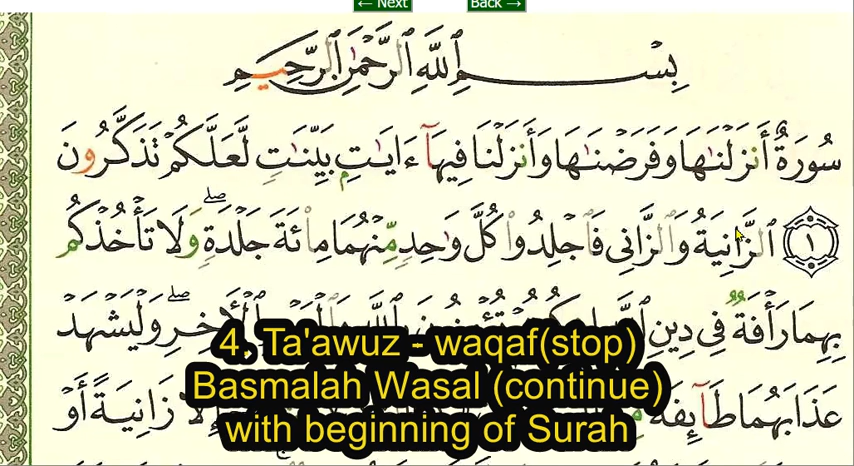 ← Next Back →
بِسْمِ ٱللَّهِ ٱلرَّحْمَٰنِ ٱلرَّحِيمِ
سُورَةٌ أَنزَلْنَٰهَا وَفَرَضْنَٰهَا وَأَنزَلْنَا فِيهَآ ءَايَٰتٍۭ بَيِّنَٰتٍ لَّعَلَّكُمْ تَذَكَّرُونَ
١ ٱلزَّانِيَةُ وَٱلزَّانِى فَٱجْلِدُوا۟ كُلَّ وَٰحِدٍ مِّنْهُمَا مِا۟ئَةَ جَلْدَةٍ ۖ وَلَا تَأْخُذْكُم
بِهِمَا رَأْفَةٌ فِى دِينِ ٱلْأَخِرِ ۖ وَلْيَشْهَدْ
عَذَابَهُمَا طَآئِفَةٌ زَانِيَةً أَوْ
4. Ta'awuz - waqaf(stop)
Basmalah Wasal (continue)
with beginning of Surah